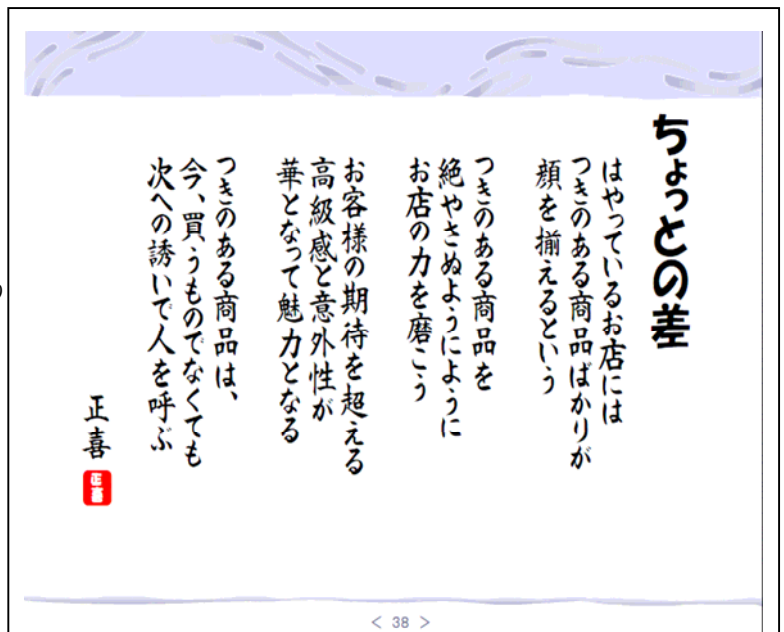 ちょっとの差
はやっているお店には
つきのある商品ばかりが
顔を揃えるという
つきのある商品を
絶やさぬようにように
お店の力を磨こう
お客様の期待を超える
高級感と意外性が
華となって魅力となる
つきのある商品は、
今、買うものでなくても
次への誘いで人を呼ぶ
正喜
正喜
< 38 >